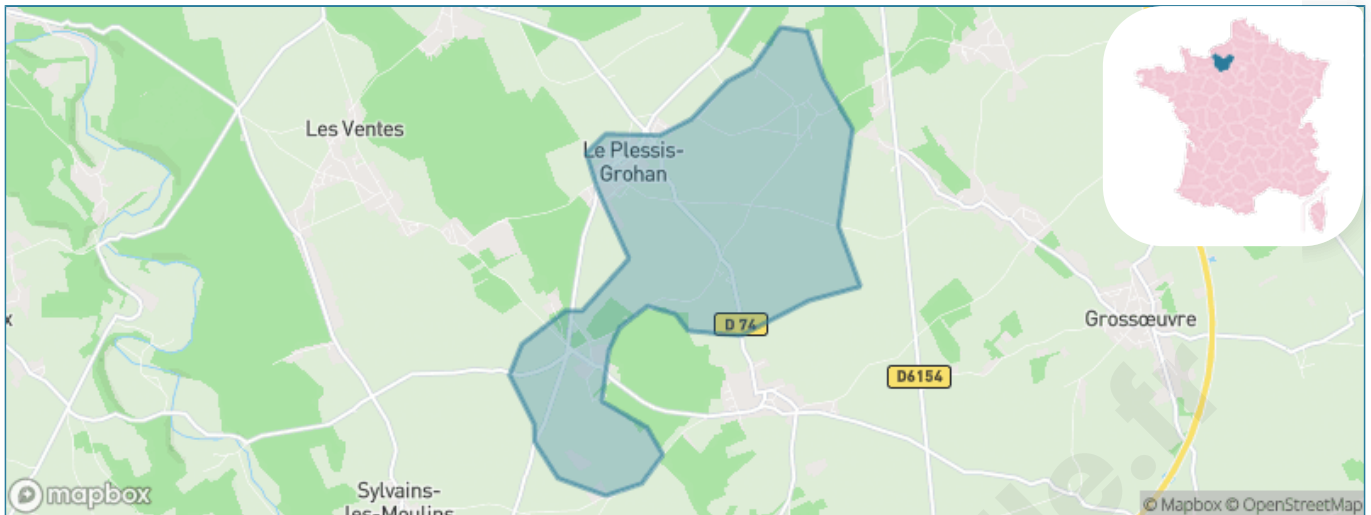 Les Ventes
Le Plessis-
Grohan
D 74
Grossœuvre
D6154
x
Sylvains-
les-Moulins
mapbox
© Mapbox © OpenStreetMap